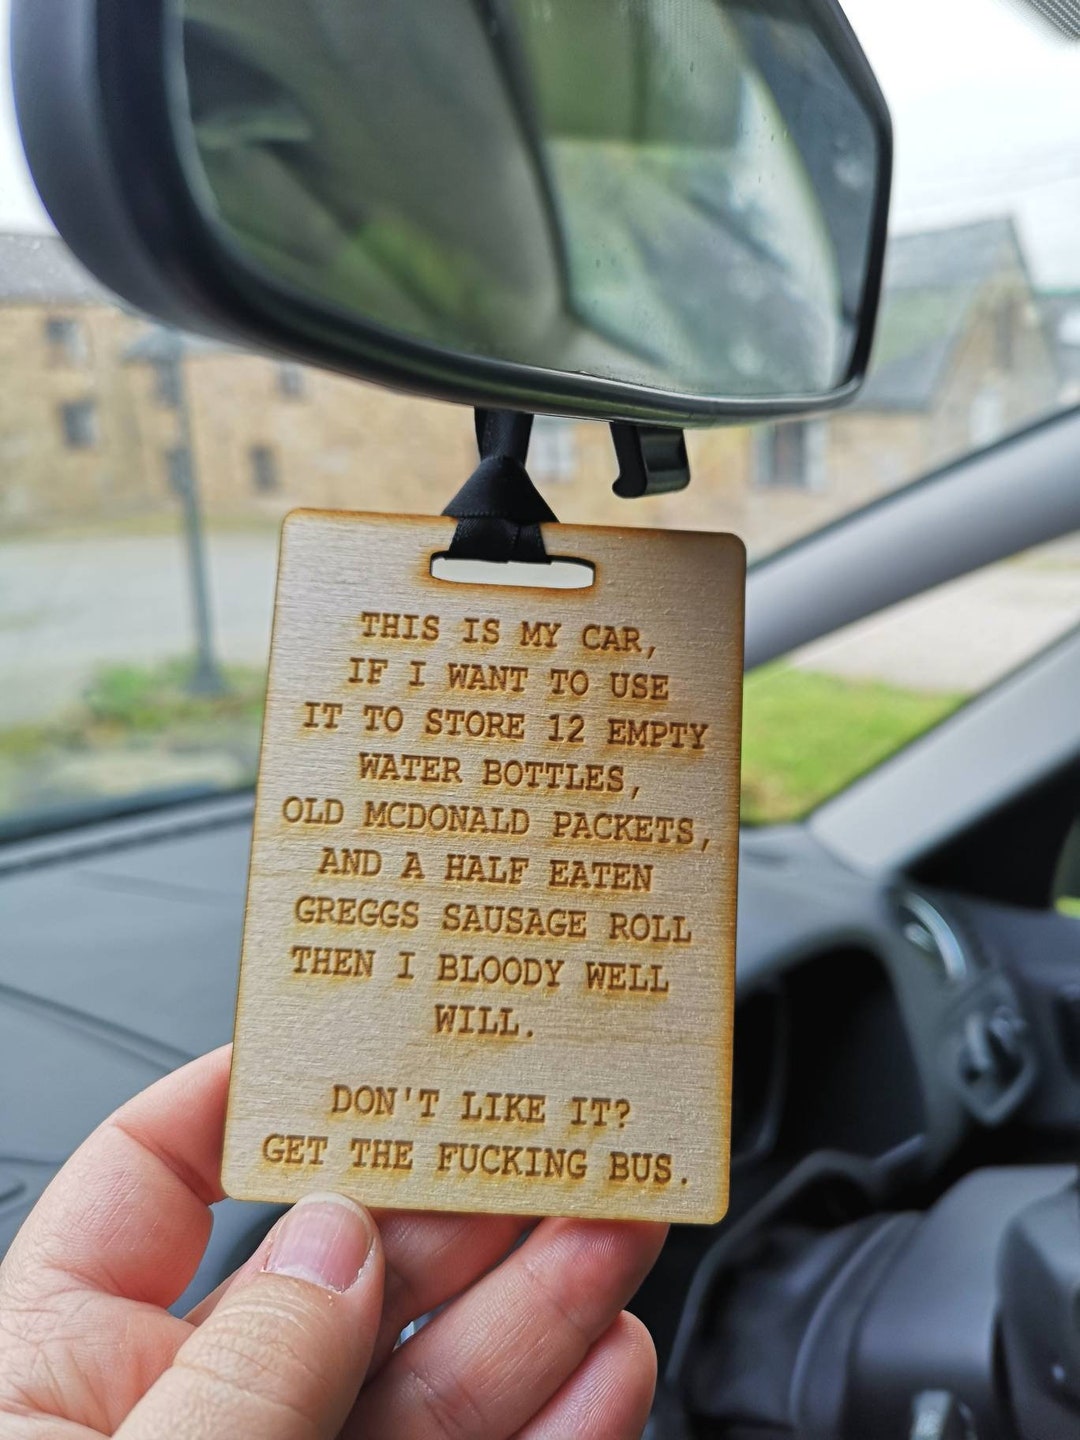 THIS IS MY CAR,
IF I WANT TO USE
IT TO STORE 12 EMPTY
WATER BOTTLES,
OLD MCDONALD PACKETS,
AND A HALF EATEN
GREGGS SAUSAGE ROLL
THEN I BLOODY WELL
WILL.
DON'T LIKE IT?
GET THE FUCKING BUS.